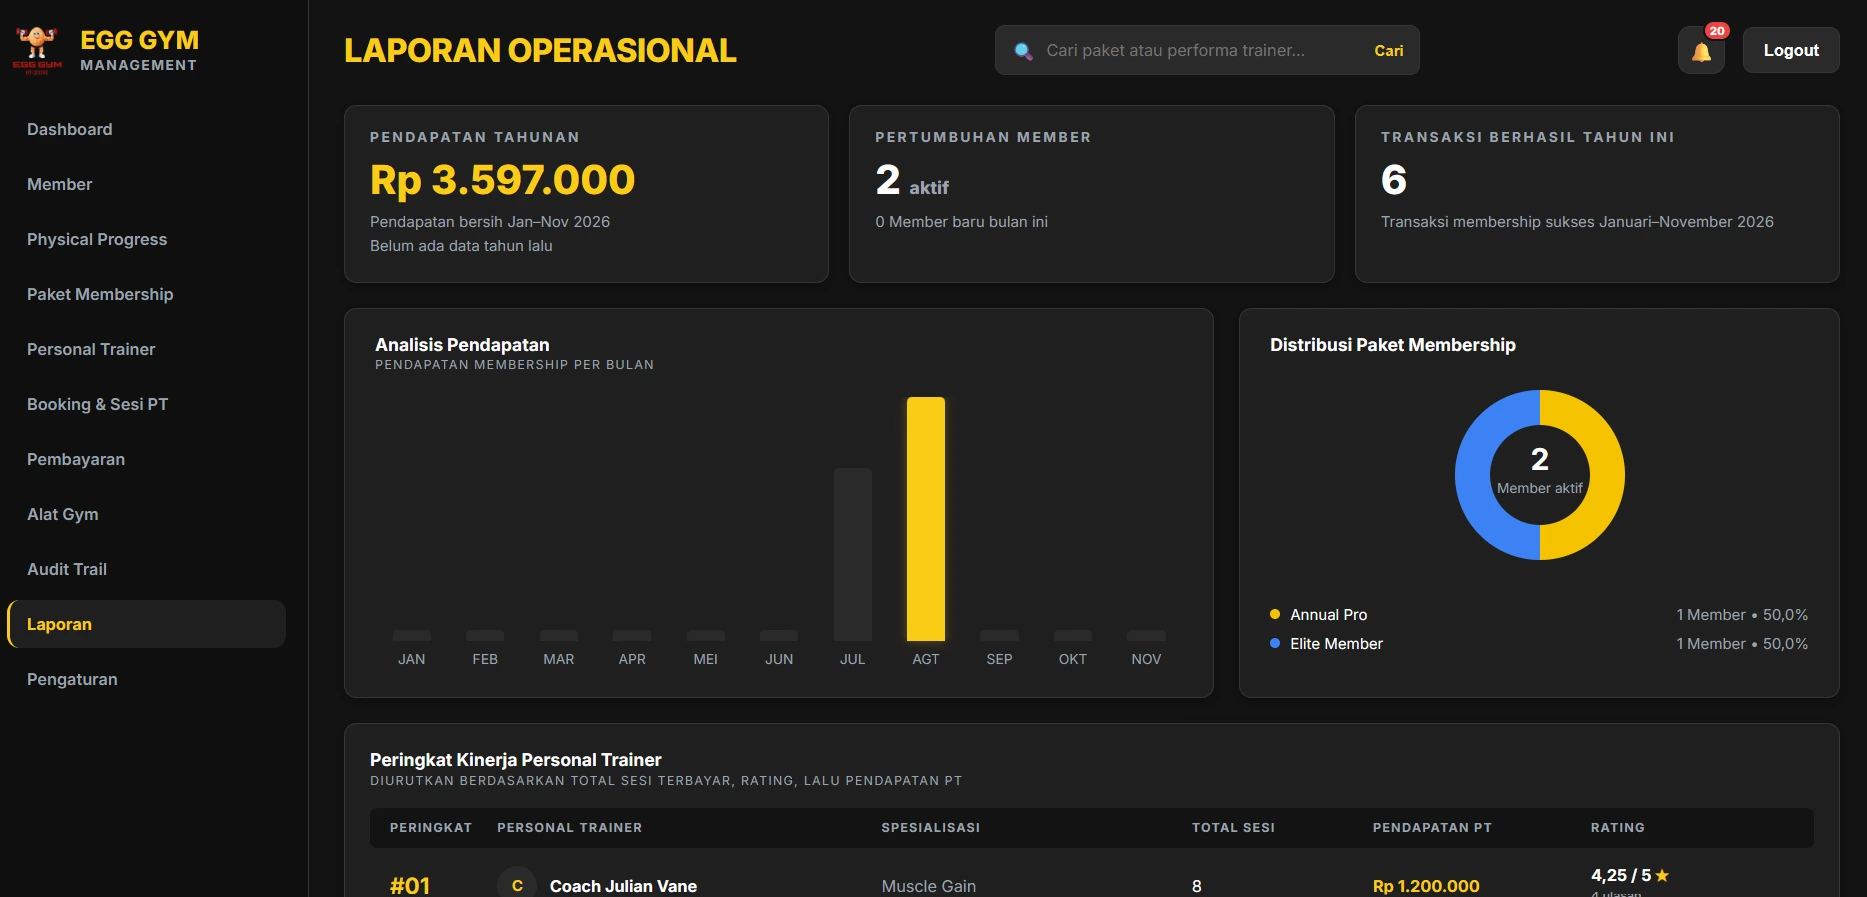 EGG GYM
MANAGEMENT
EGG GYM
Dashboard
Member
Physical Progress
Paket Membership
Personal Trainer
Booking & Sesi PT
Pembayaran
Alat Gym
Audit Trail
Laporan
Pengaturan
LAPORAN OPERASIONAL
Cari paket atau performa trainer...
Cari
20
Logout
PENDAPATAN TAHUNAN
Rp 3.597.000
Pendapatan bersih Jan–Nov 2026
Belum ada data tahun lalu
PERTUMBUHAN MEMBER
2 aktif
0 Member baru bulan ini
TRANSAKSI BERHASIL TAHUN INI
6
Transaksi membership sukses Januari–November 2026
Analisis Pendapatan
PENDAPATAN MEMBERSHIP PER BULAN
JAN FEB MAR APR MEI JUN JUL AGT SEP OKT NOV
Distribusi Paket Membership
2
Member aktif
Annual Pro 1 Member • 50,0%
Elite Member 1 Member • 50,0%
Peringkat Kinerja Personal Trainer
DIURUTKAN BERDASARKAN TOTAL SESI TERBAYAR, RATING, LALU PENDAPATAN PT
PERINGKAT PERSONAL TRAINER SPESIALISASI TOTAL SESI PENDAPATAN PT RATING
#01 C Coach Julian Vane Muscle Gain 8 Rp 1.200.000 4,25 / 5 ★
4 ulasan